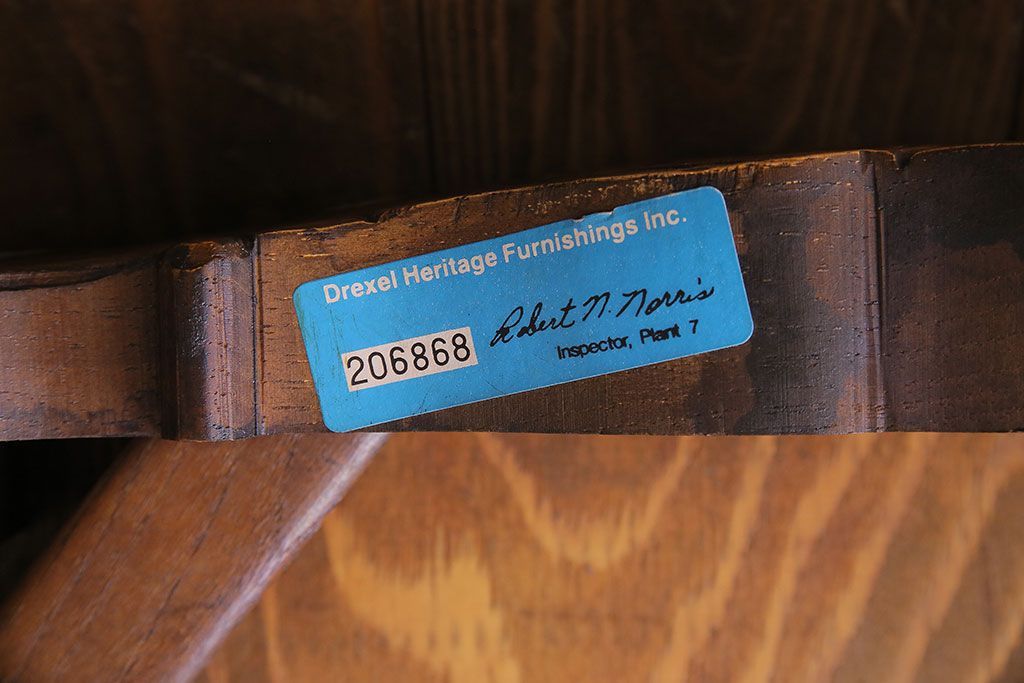 Drexel Heritage Furnishings Inc.
206868
Robert N. Norris
Inspector, Plant 7